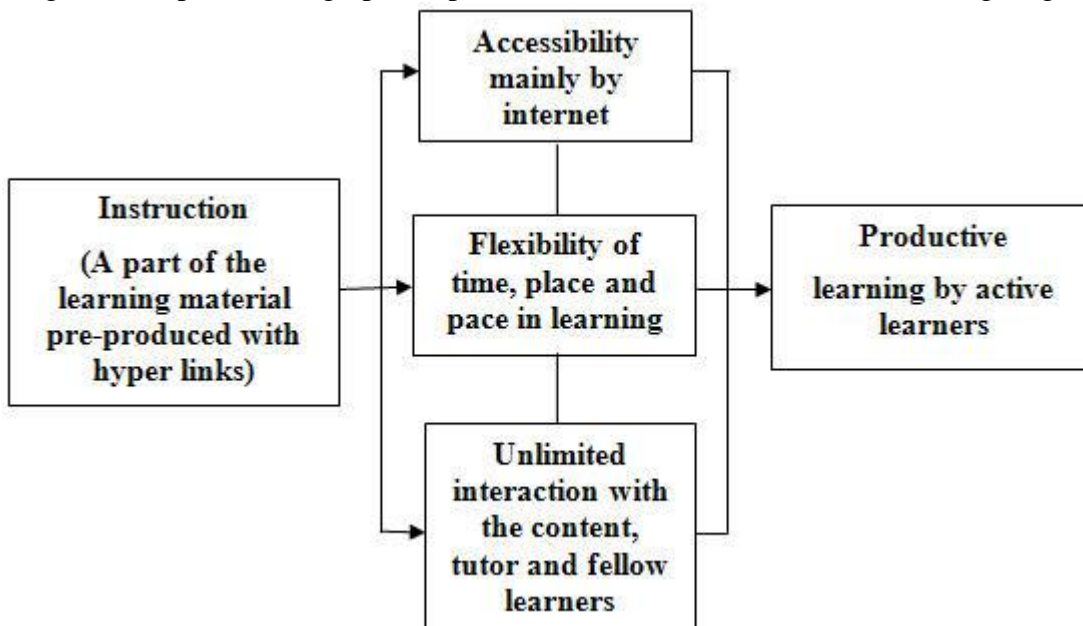 Accessibility
mainly by
internet
Instruction
(A part of the
learning material
pre-produced with
hyper links)
Flexibility of
time, place and
pace in learning
Productive
learning by active
learners
Unlimited
interaction with
the content,
tutor and fellow
learners